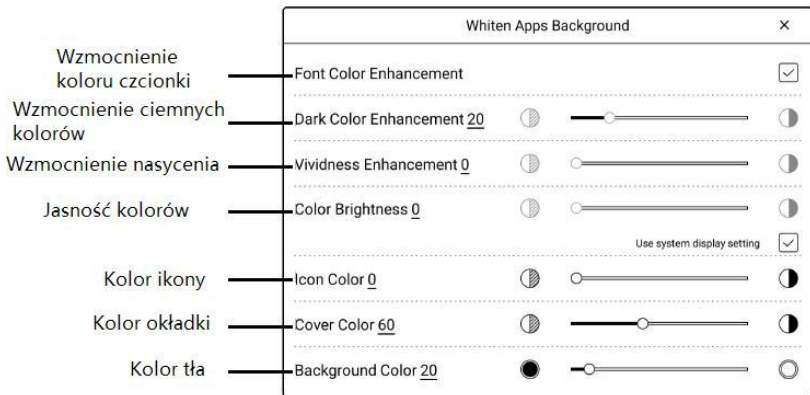 Whiten Apps Background ×
Wzmocnienie
koloru czcionki
Font Color Enhancement
Wzmocnienie ciemnych
kolorów
Dark Color Enhancement 20
Wzmocnienie nasycenia
Vividness Enhancement 0
Jasność kolorów
Color Brightness 0
Use system display setting
Kolor ikony
Icon Color 0
Kolor okładki
Cover Color 60
Kolor tła
Background Color 20